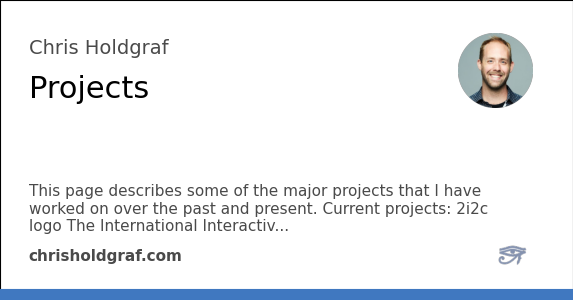 Chris Holdgraf
Projects
This page describes some of the major projects that I have
worked on over the past and present. Current projects: 2i2c
logo The International Interactiv...
chrisholdgraf.com